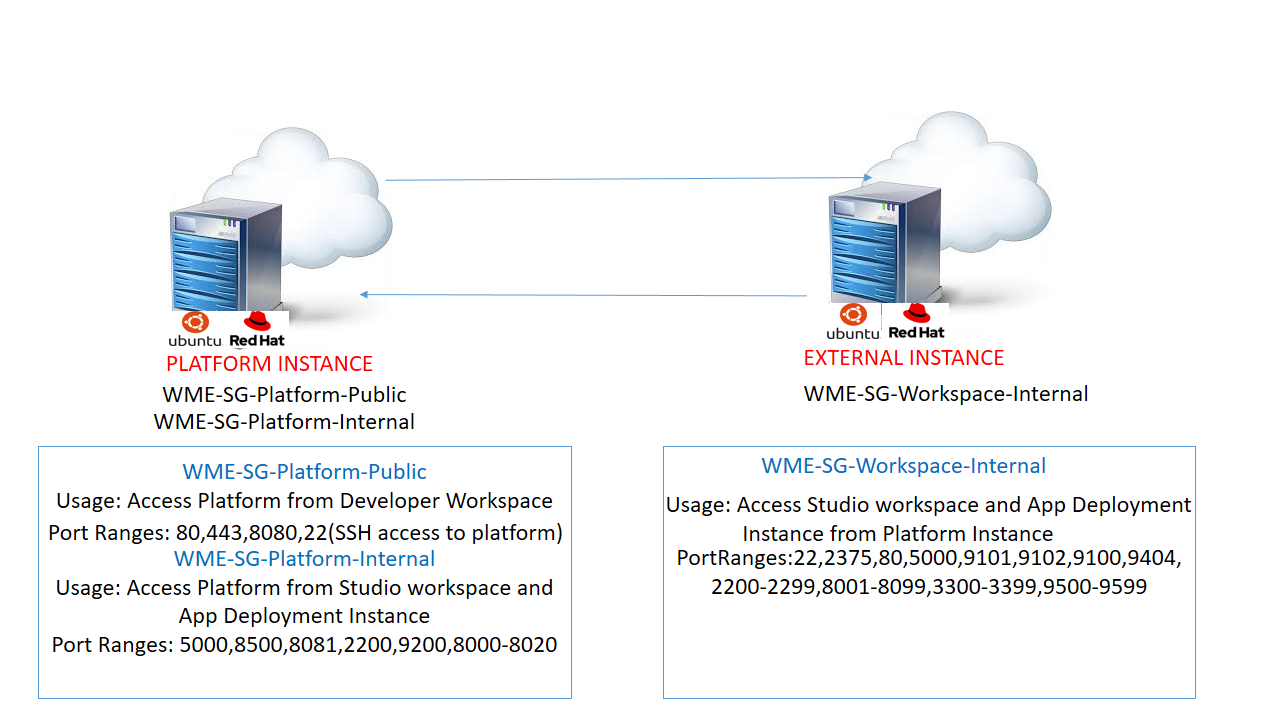 ubuntu
RedHat
PLATFORM INSTANCE
WME-SG-Platform-Public
WME-SG-Platform-Internal
ubuntu
RedHat
EXTERNAL INSTANCE
WME-SG-Workspace-Internal
WME-SG-Platform-Public
Usage: Access Platform from Developer Workspace
Port Ranges: 80,443,8080,22(SSH access to platform)
WME-SG-Platform-Internal
Usage: Access Platform from Studio workspace and
App Deployment Instance
Port Ranges: 5000,8500,8081,2200,9200,8000-8020
WME-SG-Workspace-Internal
Usage: Access Studio workspace and App Deployment
Instance from Platform Instance
PortRanges:22,2375,80,5000,9101,9102,9100,9404,
2200-2299,8001-8099,3300-3399,9500-9599